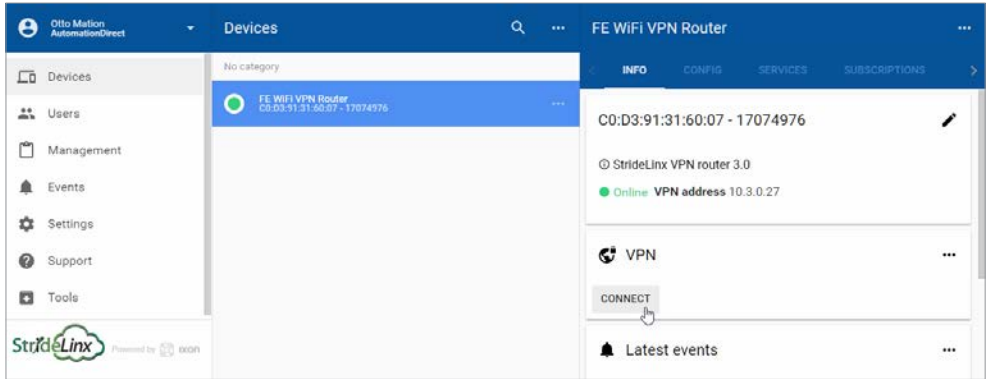 Otto Mation
AutomationDirect
Devices
Users
Management
Events
Settings
Support
Tools
StrideLinx
Powered by ixon
Devices
No category
FE WIFI VPN Router
C0:D3:91:31:60:07 - 17074976
FE WiFi VPN Router
INFO CONFIG SERVICES SUBSCRIPTIONS
C0:D3:91:31:60:07 - 17074976
StrideLinx VPN router 3.0
Online VPN address 10.3.0.27
VPN
CONNECT
Latest events